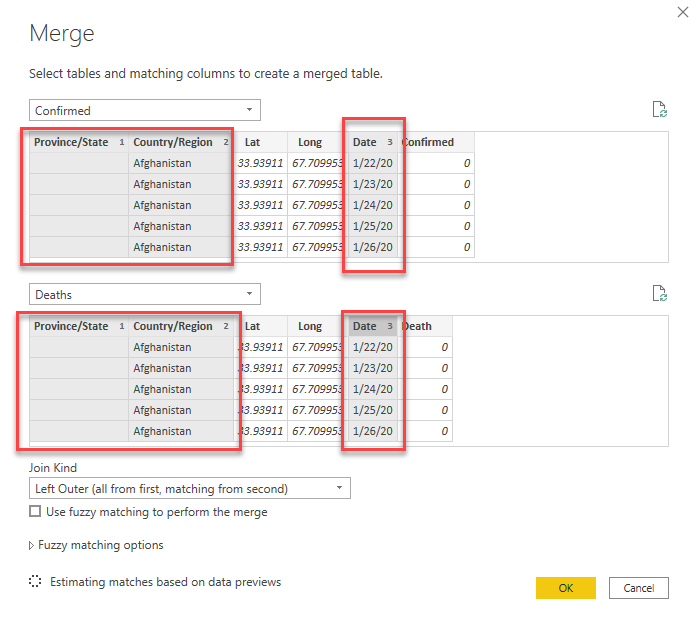 Merge
Select tables and matching columns to create a merged table.
Confirmed
Province/State 1 Country/Region 2 Lat Long Date 3 Confirmed
Afghanistan 33.93911 67.709953 1/22/20 0
Afghanistan 33.93911 67.709953 1/23/20 0
Afghanistan 33.93911 67.709953 1/24/20 0
Afghanistan 33.93911 67.709953 1/25/20 0
Afghanistan 33.93911 67.709953 1/26/20 0
Deaths
Province/State 1 Country/Region 2 Lat Long Date 3 Death
Afghanistan 33.93911 67.709953 1/22/20 0
Afghanistan 33.93911 67.709953 1/23/20 0
Afghanistan 33.93911 67.709953 1/24/20 0
Afghanistan 33.93911 67.709953 1/25/20 0
Afghanistan 33.93911 67.709953 1/26/20 0
Join Kind
Left Outer (all from first, matching from second)
Use fuzzy matching to perform the merge
Fuzzy matching options
Estimating matches based on data previews
OK Cancel